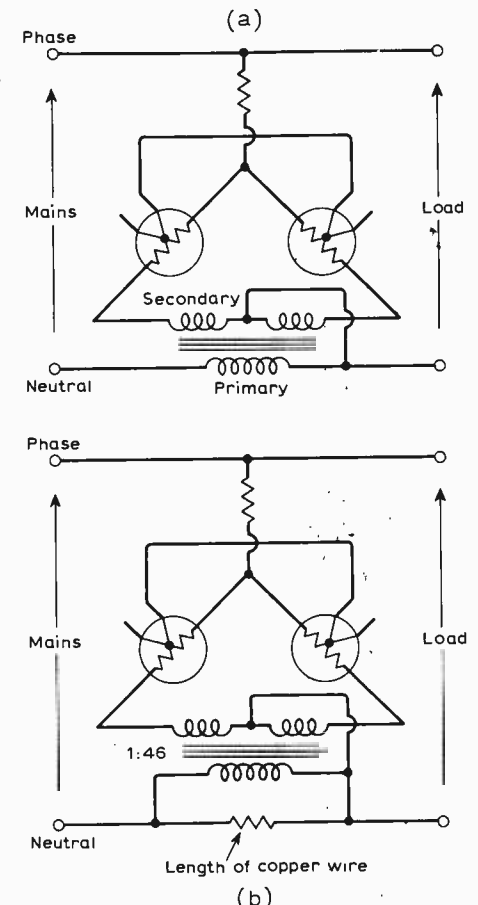 (a)
Phase
Mains
Load
Secondary
Neutral
Primary
Phase
Mains
Load
1:46
Neutral
Length of copper wire
(b)